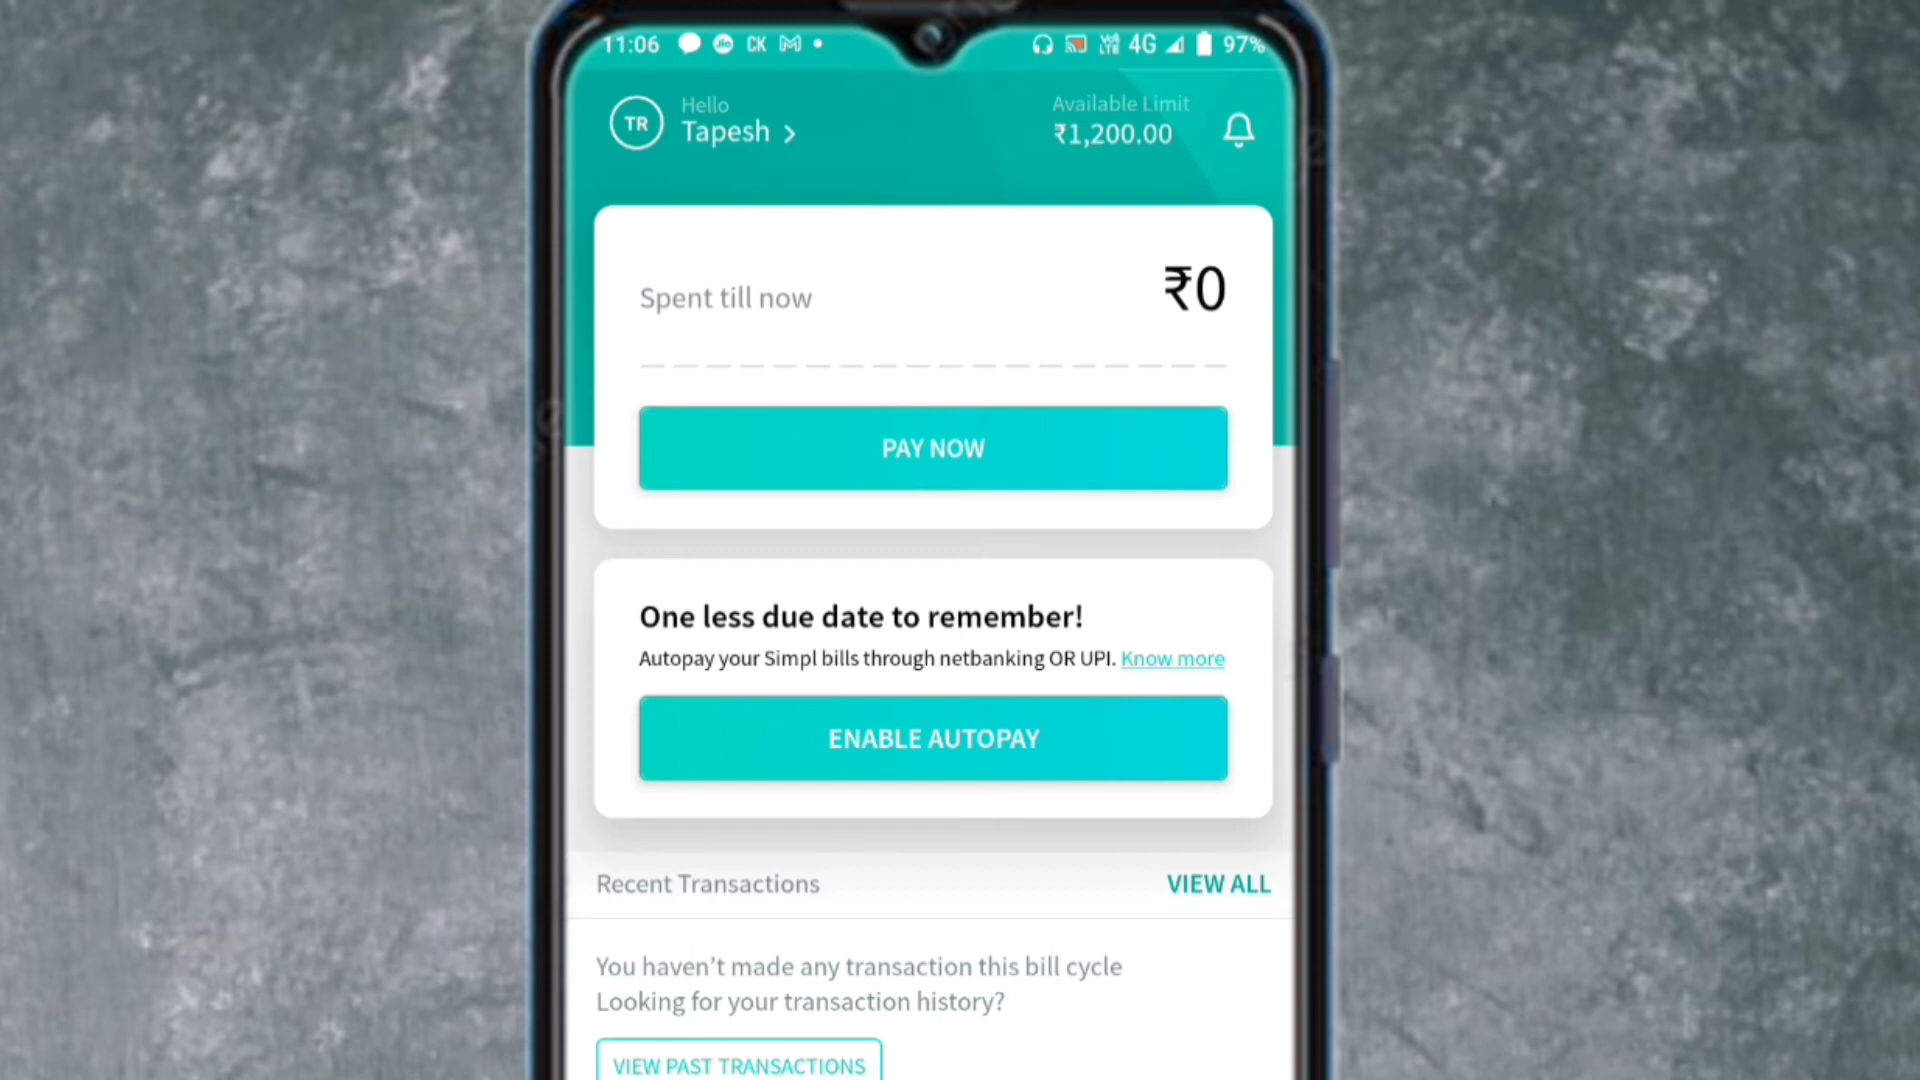 11:06 CK 4G 97%
TR
Hello
Tapesh
Available Limit
₹1,200.00
Spent till now
₹0
PAY NOW
One less due date to remember!
Autopay your Simpl bills through netbanking OR UPI. Know more
ENABLE AUTOPAY
Recent Transactions
VIEW ALL
You haven't made any transaction this bill cycle
Looking for your transaction history?
VIEW PAST TRANSACTIONS